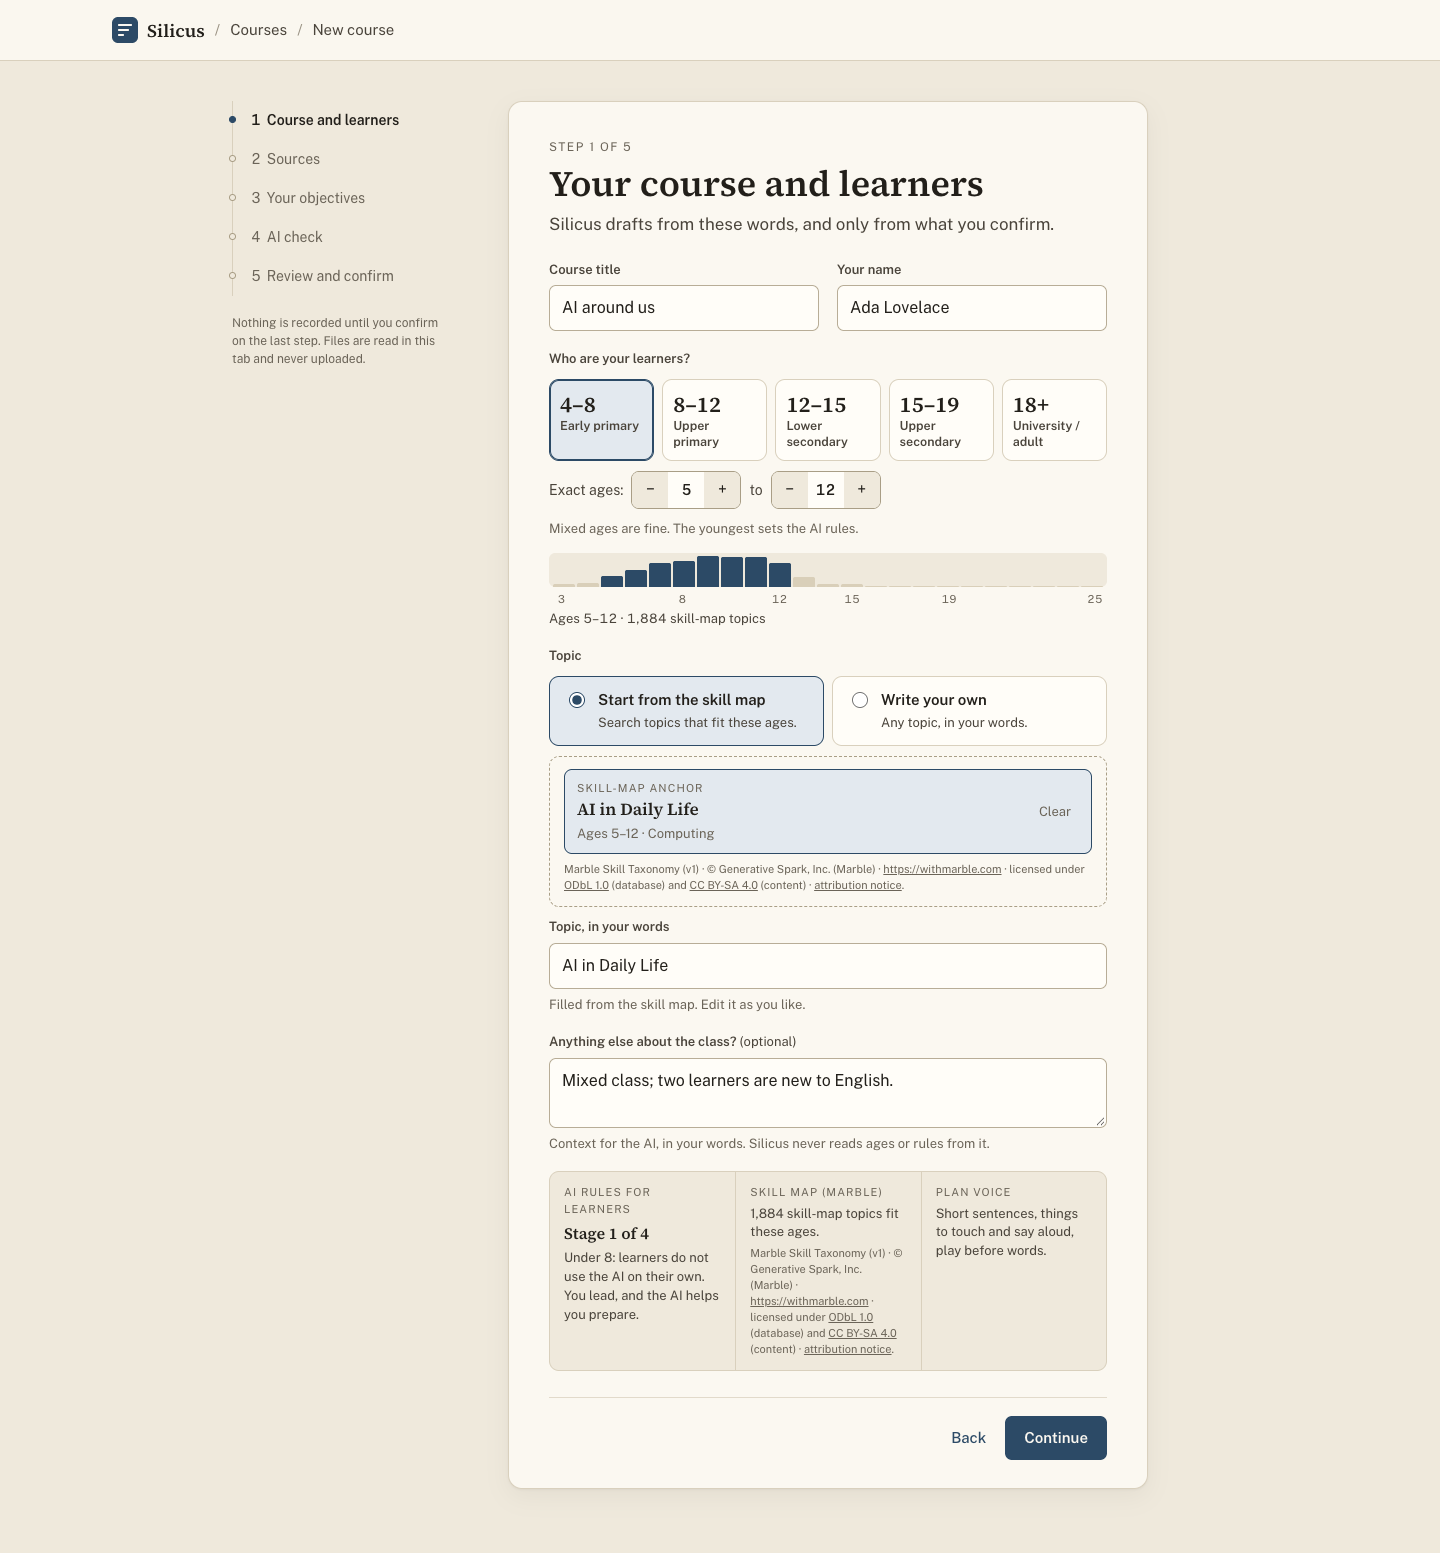 Silicus / Courses / New course
1 Course and learners
2 Sources
3 Your objectives
4 AI check
5 Review and confirm
Nothing is recorded until you confirm
on the last step. Files are read in this
tab and never uploaded.
STEP 1 OF 5
Your course and learners
Silicus drafts from these words, and only from what you confirm.
Course title
Your name
AI around us
Ada Lovelace
Who are your learners?
4–8
Early primary
8–12
Upper
primary
12–15
Lower
secondary
15–19
Upper
secondary
18+
University /
adult
Exact ages: − 5 + to − 12 +
Mixed ages are fine. The youngest sets the AI rules.
3 8 12 15 19 25
Ages 5–12 · 1,884 skill-map topics
Topic
Start from the skill map
Search topics that fit these ages.
Write your own
Any topic, in your words.
SKILL-MAP ANCHOR
AI in Daily Life
Ages 5–12 · Computing
Clear
Marble Skill Taxonomy (v1) · © Generative Spark, Inc. (Marble) · https://withmarble.com · licensed under
ODbL 1.0 (database) and CC BY-SA 4.0 (content) · attribution notice.
Topic, in your words
AI in Daily Life
Filled from the skill map. Edit it as you like.
Anything else about the class? (optional)
Mixed class; two learners are new to English.
Context for the AI, in your words. Silicus never reads ages or rules from it.
AI RULES FOR
LEARNERS
Stage 1 of 4
Under 8: learners do not
use the AI on their own.
You lead, and the AI helps
you prepare.
SKILL MAP (MARBLE)
1,884 skill-map topics fit
these ages.
Marble Skill Taxonomy (v1) · ©
Generative Spark, Inc.
(Marble) ·
https://withmarble.com ·
licensed under ODbL 1.0
(database) and CC BY-SA 4.0
(content) · attribution notice.
PLAN VOICE
Short sentences, things
to touch and say aloud,
play before words.
Back
Continue